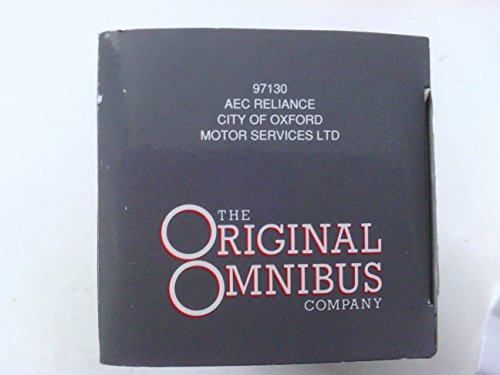 97130
AEC RELIANCE
CITY OF OXFORD
MOTOR SERVICES LTD
THE
ORIGINAL
OMNIBUS
COMPANY